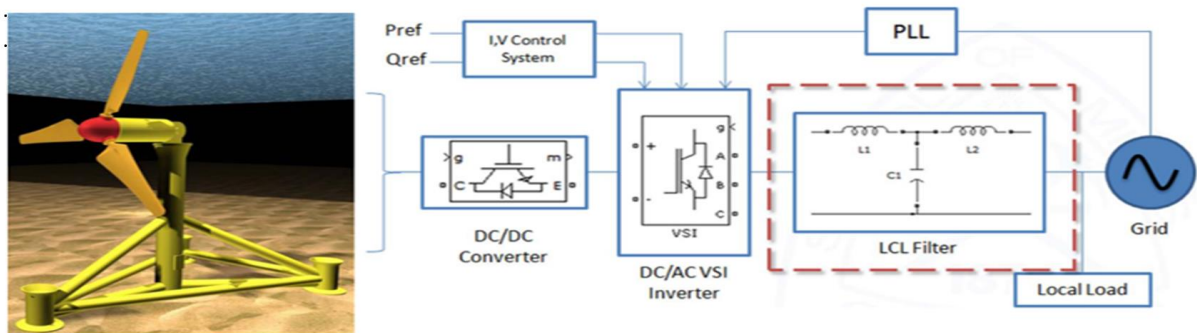 Pref
Qref
I,V Control
System
PLL
g
m
C
E
DC/DC
Converter
+
-
g
A
B
C
VSI
DC/AC VSI
Inverter
L1
L2
C1
LCL Filter
Grid
Local Load